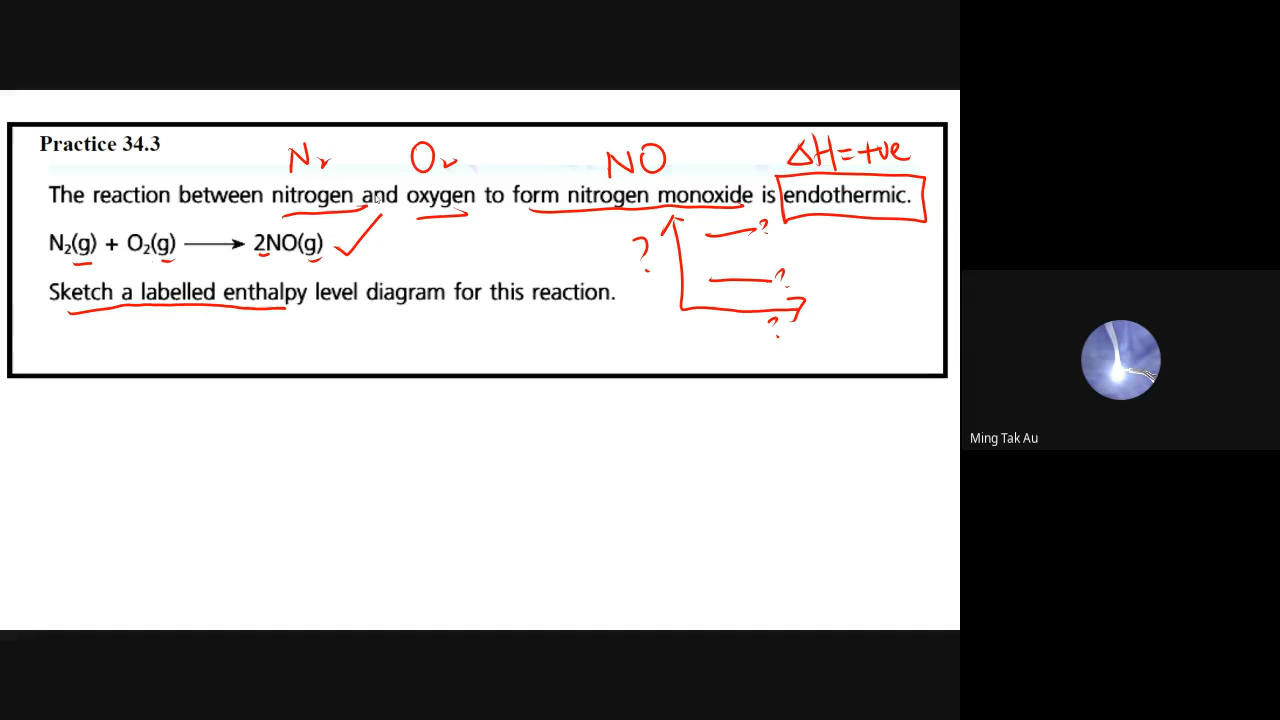 Practice 34.3
N₂ O₂ NO ΔH=+ve
The reaction between nitrogen and oxygen to form nitrogen monoxide is endothermic.
? ?
N₂(g) + O₂(g) ⟶ 2NO(g) ✓
?
Sketch a labelled enthalpy level diagram for this reaction.
?
Ming Tak Au